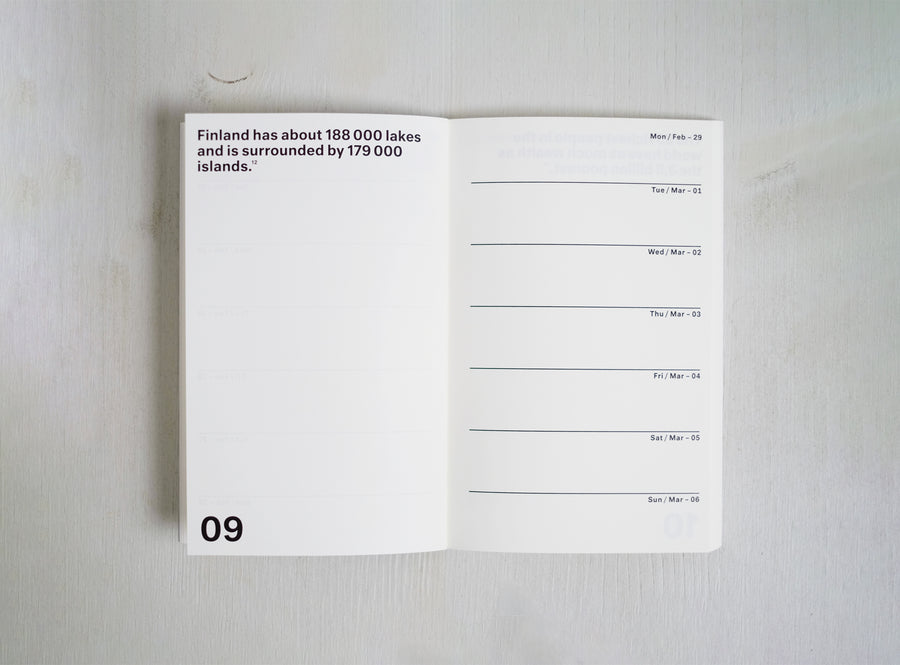 Finland has about 188 000 lakes
and is surrounded by 179 000
islands.¹²
09
Mon / Feb – 29
Tue / Mar – 01
Wed / Mar – 02
Thu / Mar – 03
Fri / Mar – 04
Sat / Mar – 05
Sun / Mar – 06
10